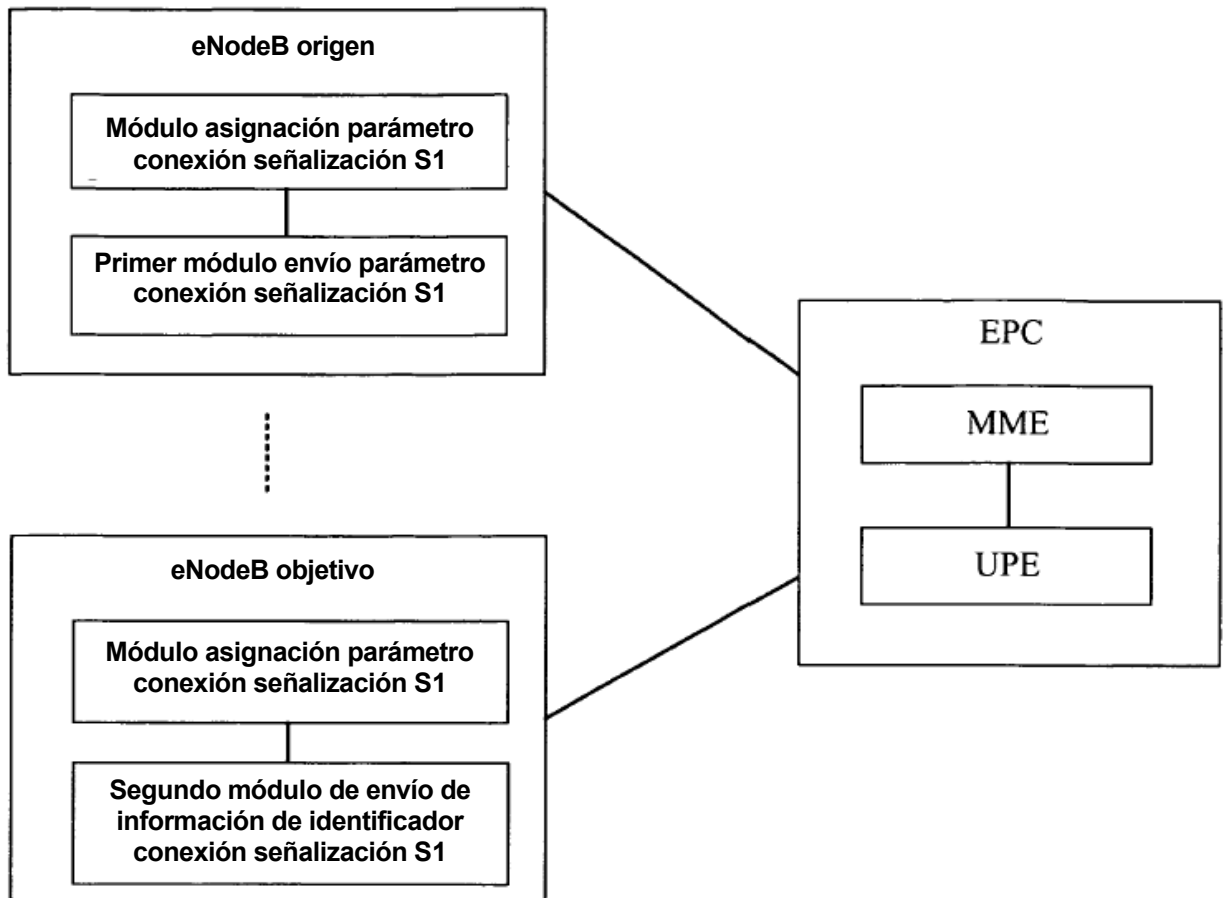 eNodeB origen
Módulo asignación parámetro
conexión señalización S1
Primer módulo envío parámetro
conexión señalización S1
EPC
MME
UPE
eNodeB objetivo
Módulo asignación parámetro
conexión señalización S1
Segundo módulo de envío de
información de identificador
conexión señalización S1